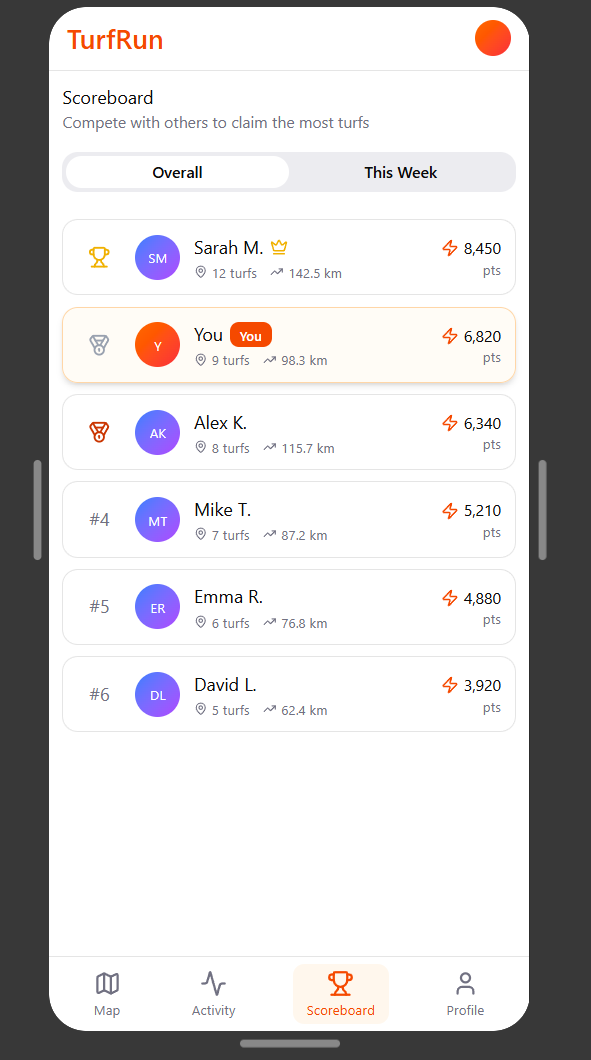 TurfRun
Scoreboard
Compete with others to claim the most turfs
Overall This Week
SM Sarah M. 8,450
12 turfs 142.5 km pts
Y You You 6,820
9 turfs 98.3 km pts
AK Alex K. 6,340
8 turfs 115.7 km pts
#4 MT Mike T. 5,210
7 turfs 87.2 km pts
#5 ER Emma R. 4,880
6 turfs 76.8 km pts
#6 DL David L. 3,920
5 turfs 62.4 km pts
Map Activity Scoreboard Profile